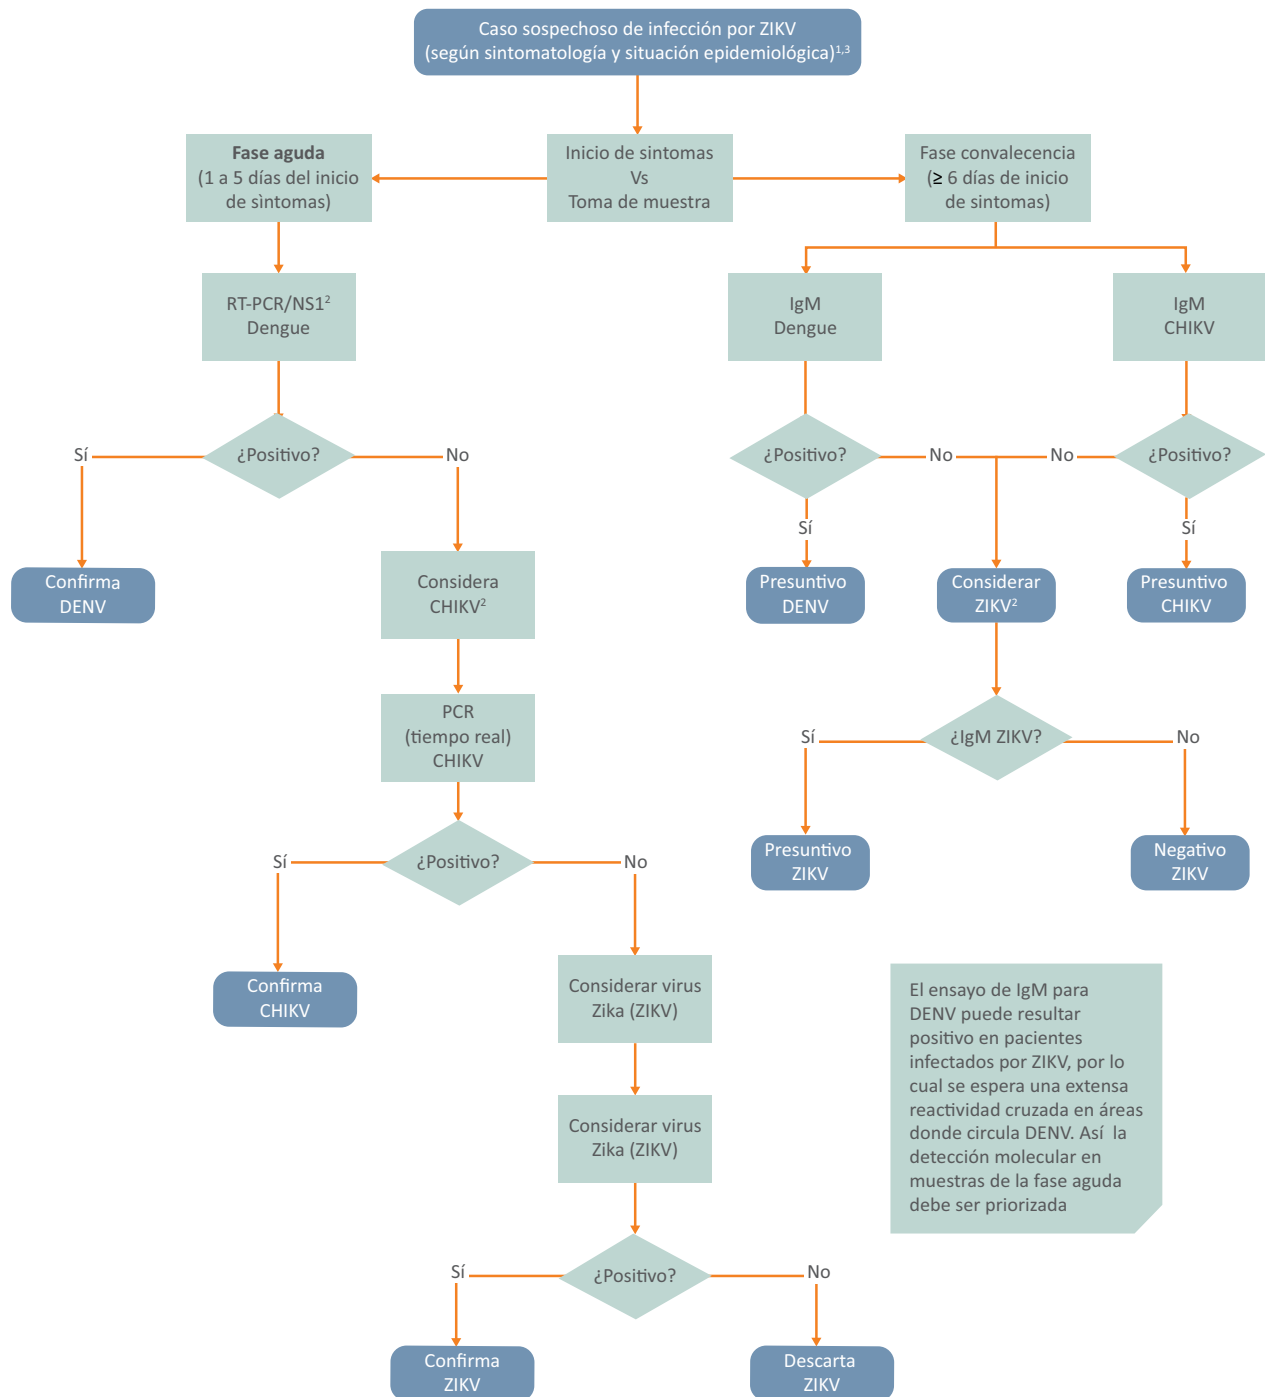 Caso sospechoso de infección por ZIKV
(según sintomatología y situación epidemiológica)1,3
Fase aguda
(1 a 5 días del inicio
de sìntomas)
Inicio de sintomas
Vs
Toma de muestra
Fase convalecencia
(≥ 6 días de inicio
de sintomas)
RT-PCR/NS1²
Dengue
IgM
Dengue
IgM
CHIKV
Sí
¿Positivo?
No
¿Positivo?
No
No
¿Positivo?
Sí
Sí
Confirma
DENV
Considera
CHIKV²
Presuntivo
DENV
Considerar
ZIKV²
Presuntivo
CHIKV
PCR
(tiempo real)
CHIKV
Sí
¿IgM ZIKV?
No
Sí
¿Positivo?
No
Presuntivo
ZIKV
Negativo
ZIKV
Confirma
CHIKV
Considerar virus
Zika (ZIKV)
Considerar virus
Zika (ZIKV)
El ensayo de IgM para
DENV puede resultar
positivo en pacientes
infectados por ZIKV, por lo
cual se espera una extensa
reactividad cruzada en áreas
donde circula DENV. Así la
detección molecular en
muestras de la fase aguda
debe ser priorizada
Sí
¿Positivo?
No
Confirma
ZIKV
Descarta
ZIKV